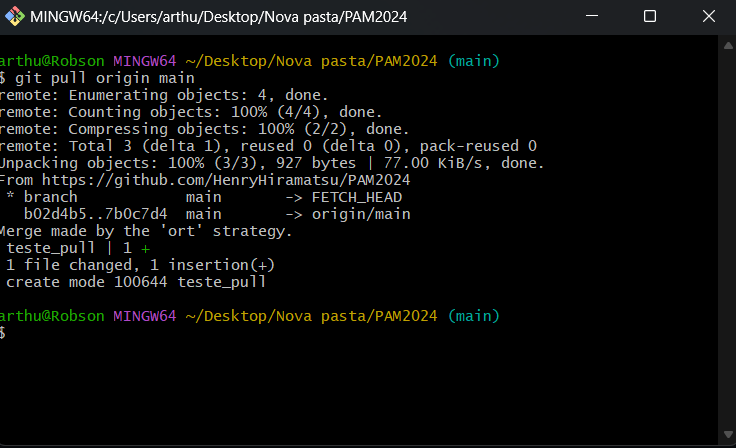 MINGW64:/c/Users/arthu/Desktop/Nova pasta/PAM2024
arthu@Robson MINGW64 ~/Desktop/Nova pasta/PAM2024 (main)
$ git pull origin main
remote: Enumerating objects: 4, done.
remote: Counting objects: 100% (4/4), done.
remote: Compressing objects: 100% (2/2), done.
remote: Total 3 (delta 1), reused 0 (delta 0), pack-reused 0
Unpacking objects: 100% (3/3), 927 bytes | 77.00 KiB/s, done.
From https://github.com/HenryHiramatsu/PAM2024
 * branch            main       -> FETCH_HEAD
   b02d4b5..7b0c7d4  main       -> origin/main
Merge made by the 'ort' strategy.
 teste_pull | 1 +
 1 file changed, 1 insertion(+)
 create mode 100644 teste_pull
arthu@Robson MINGW64 ~/Desktop/Nova pasta/PAM2024 (main)
$